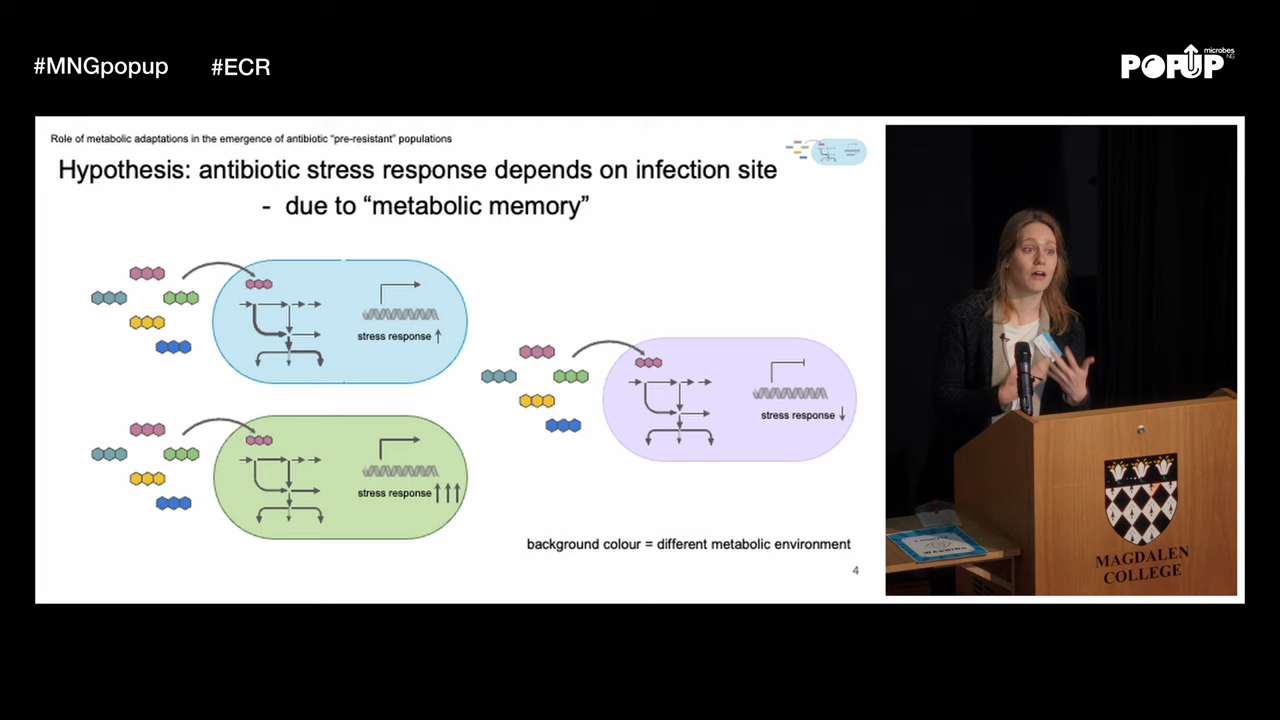 #MNGpopup #ECR
microbes
NG
POPUP
Role of metabolic adaptations in the emergence of antibiotic “pre-resistant” populations
Hypothesis: antibiotic stress response depends on infection site
- due to “metabolic memory”
stress response
stress response
stress response
background colour = different metabolic environment
4
WARNING
MAGDALEN
COLLEGE